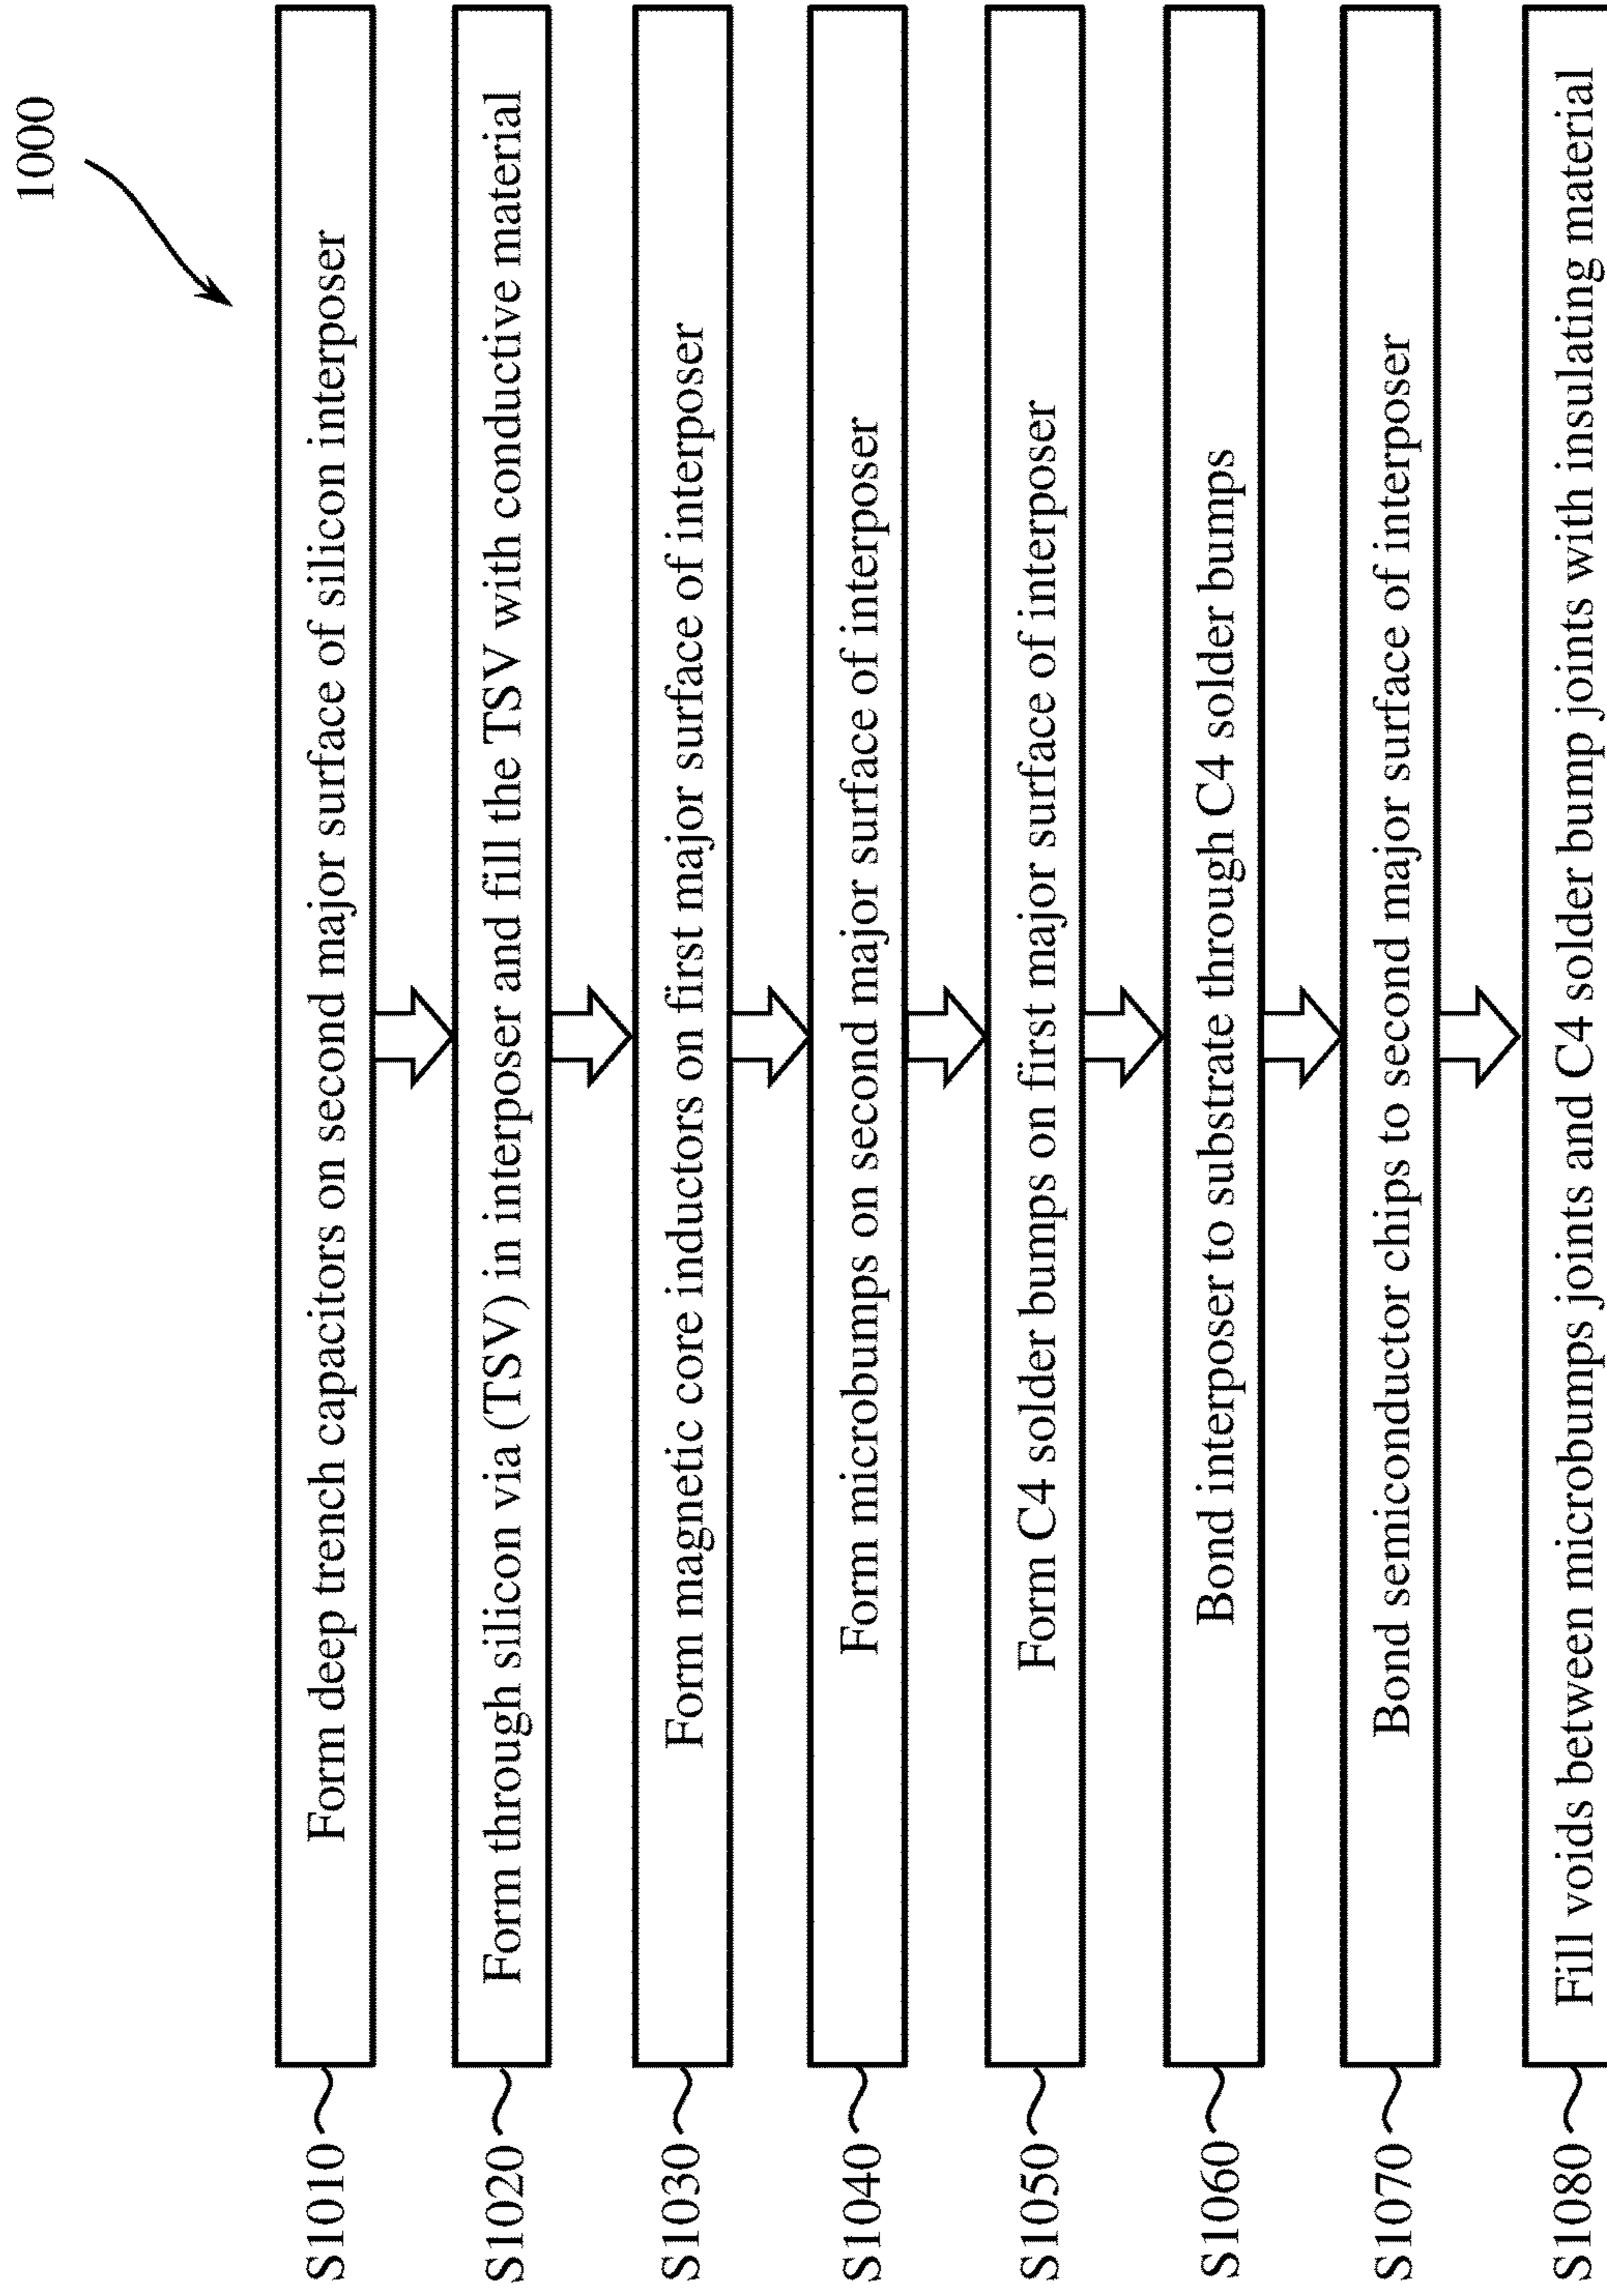 1000
S1010 Form deep trench capacitors on second major surface of silicon interposer
S1020 Form through silicon via (TSV) in interposer and fill the TSV with conductive material
S1030 Form magnetic core inductors on first major surface of interposer
S1040 Form microbumps on second major surface of interposer
S1050 Form C4 solder bumps on first major surface of interposer
S1060 Bond interposer to substrate through C4 solder bumps
S1070 Bond semiconductor chips to second major surface of interposer
S1080 Fill voids between microbumps joints and C4 solder bump joints with insulating material